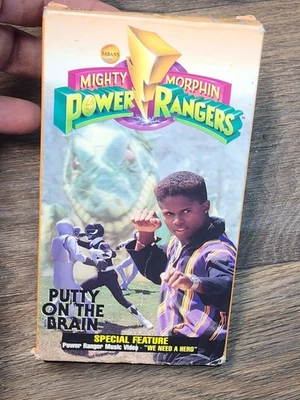 SABAN'S
MIGHTY MORPHIN
POWER RANGERS
PUTTY
ON THE
BRAIN
SPECIAL FEATURE
Power Ranger Music Video - "WE NEED A HERO"